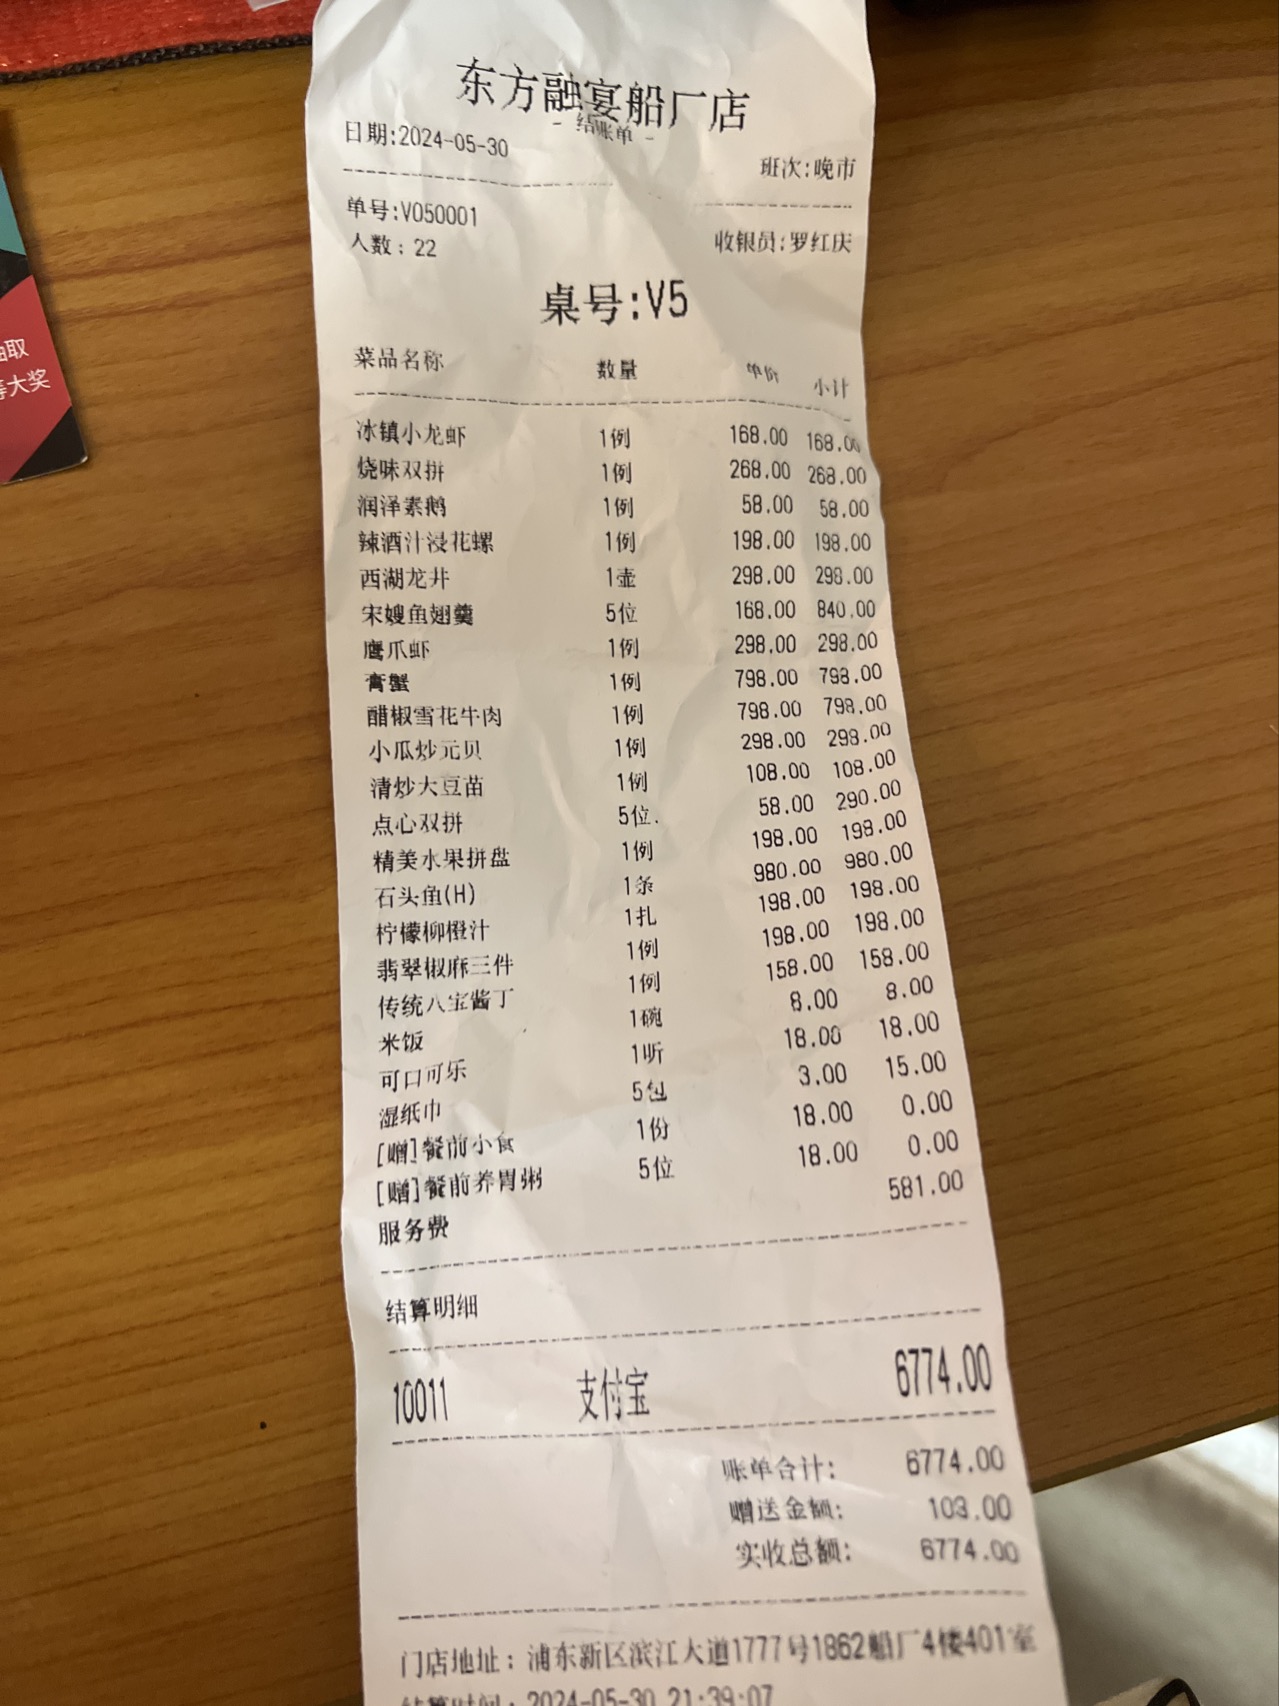 东方融宴船厂店
- 结账单 -
日期:2024-05-30 班次:晚市
单号:V050001
人数: 22 收银员:罗红庆
桌号:V5
菜品名称 数量 单价 小计
冰镇小龙虾 1例 168.00 168.00
烧味双拼 1例 268.00 268.00
润泽素鹅 1例 58.00 58.00
辣酒汁浸花螺 1例 198.00 198.00
西湖龙井 1壶 298.00 298.00
宋嫂鱼翅羹 5位 168.00 840.00
鹰爪虾 1例 298.00 298.00
膏蟹 1例 798.00 798.00
醋椒雪花牛肉 1例 798.00 798.00
小瓜炒元贝 1例 298.00 298.00
清炒大豆苗 1例 108.00 108.00
点心双拼 5位. 58.00 290.00
精美水果拼盘 1例 198.00 198.00
石头鱼(H) 1条 980.00 980.00
柠檬柳橙汁 1扎 198.00 198.00
翡翠椒麻三件 1例 198.00 198.00
传统八宝酱丁 1例 158.00 158.00
米饭 1碗 8.00 8.00
可口可乐 1听 18.00 18.00
湿纸巾 5包 3.00 15.00
[赠]餐前小食 1份 18.00 0.00
[赠]餐前养胃粥 5位 18.00 0.00
服务费 581.00
结算明细
10011 支付宝 6774.00
账单合计: 6774.00
赠送金额: 103.00
实收总额: 6774.00
门店地址: 浦东新区滨江大道1777号1862船厂4楼401室
结算时间: 2024-05-30 21:39:07
抽取
等大奖